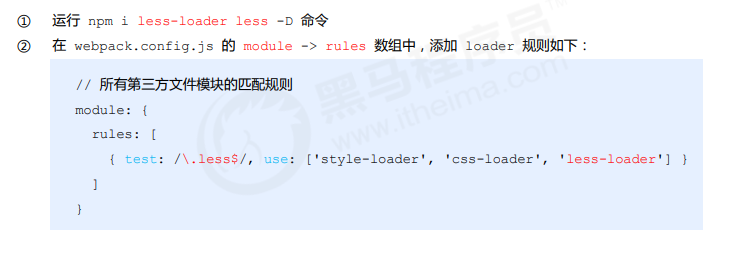 ① 运行 npm i less-loader less -D 命令
② 在 webpack.config.js 的 module -> rules 数组中，添加 loader 规则如下：
// 所有第三方文件模块的匹配规则
module: {
rules: [
{ test: /\.less$/, use: ['style-loader', 'css-loader', 'less-loader'] }
]
}
黑马程序员
www.itheima.com